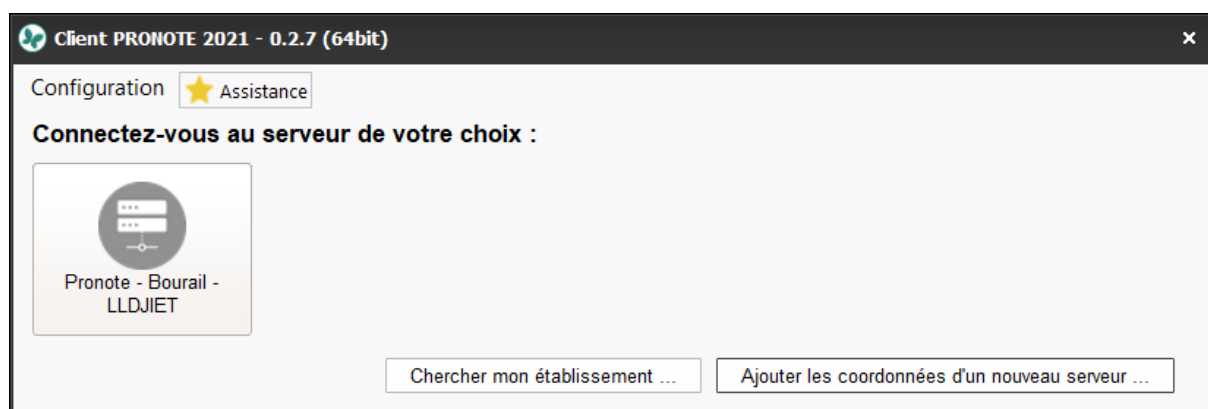 Client PRONOTE 2021 - 0.2.7 (64bit)
Configuration Assistance
Connectez-vous au serveur de votre choix :
Pronote - Bourail -
LLDJIET
Chercher mon établissement ... Ajouter les coordonnées d'un nouveau serveur ...